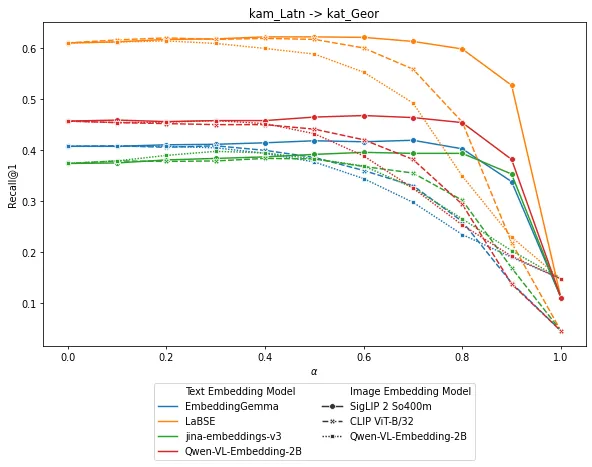 kam_Latn -> kat_Geor
Recall@1
0.6
0.5
0.4
0.3
0.2
0.1
0.0 0.2 0.4 0.6 0.8 1.0
α
Text Embedding Model
EmbeddingGemma
LaBSE
jina-embeddings-v3
Qwen-VL-Embedding-2B
Image Embedding Model
SigLIP 2 So400m
CLIP ViT-B/32
Qwen-VL-Embedding-2B